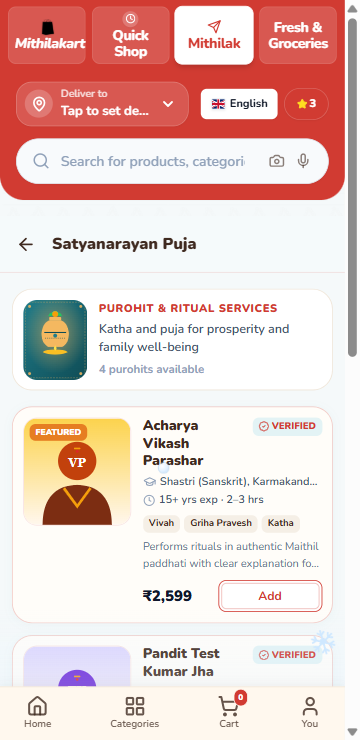 Mithilakart
Quick
Shop
Mithilak
Fresh &
Groceries
Deliver to
Tap to set de...
English
3
Search for products, categori
Satyanarayan Puja
PUROHIT & RITUAL SERVICES
Katha and puja for prosperity and
family well-being
4 purohits available
FEATURED
VP
Acharya
Vikash
Parashar
VERIFIED
Shastri (Sanskrit), Karmakand...
15+ yrs exp · 2–3 hrs
Vivah
Griha Pravesh
Katha
Performs rituals in authentic Maithil
paddhati with clear explanation fo...
₹2,599
Add
Pandit Test
Kumar Jha
VERIFIED
Home
Categories
0
Cart
You